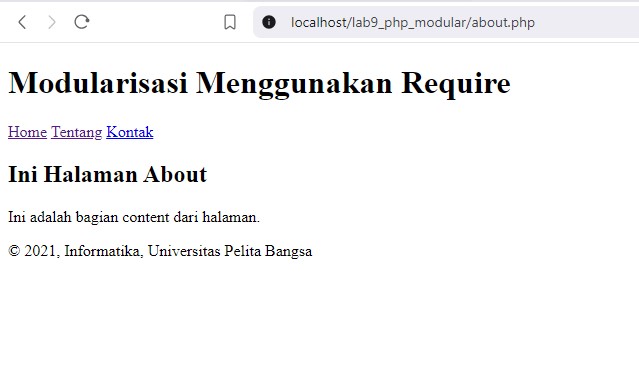 localhost/lab9_php_modular/about.php
Modularisasi Menggunakan Require
Home Tentang Kontak
Ini Halaman About
Ini adalah bagian content dari halaman.
© 2021, Informatika, Universitas Pelita Bangsa